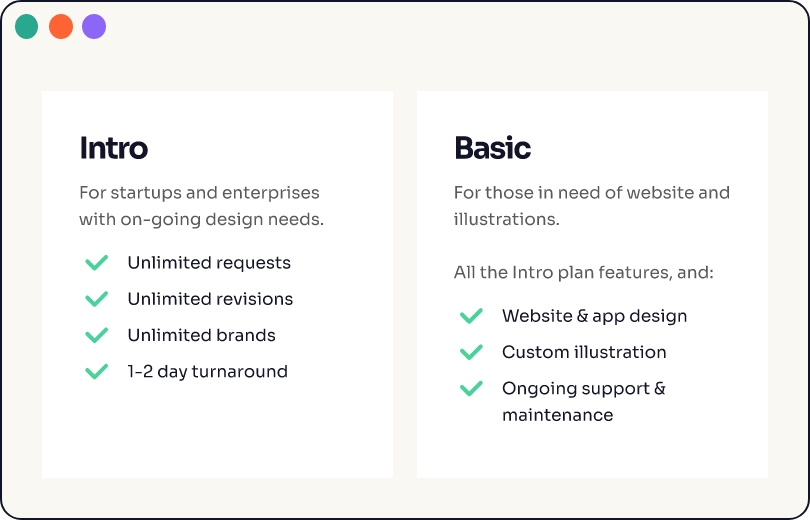 Intro
For startups and enterprises
with on-going design needs.
Unlimited requests
Unlimited revisions
Unlimited brands
1-2 day turnaround
Basic
For those in need of website and
illustrations.
All the Intro plan features, and:
Website & app design
Custom illustration
Ongoing support &
maintenance